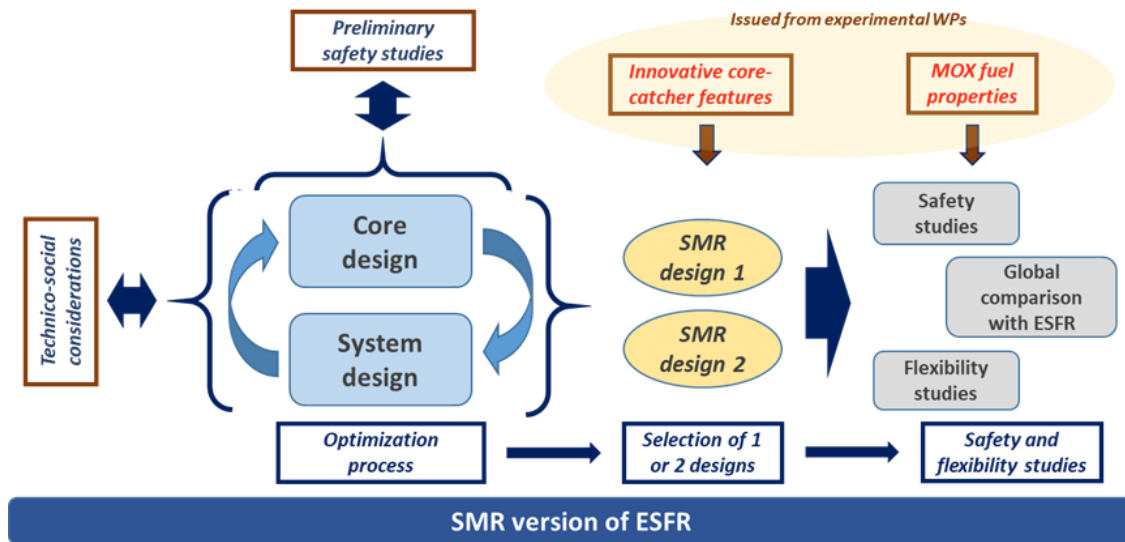 Preliminary
safety studies
Issued from experimental WPs
Innovative core-
catcher features
MOX fuel
properties
Technico-social
considerations
Core
design
System
design
SMR
design 1
SMR
design 2
Safety
studies
Global
comparison
with ESFR
Flexibility
studies
Optimization
process
Selection of 1
or 2 designs
Safety and
flexibility studies
SMR version of ESFR